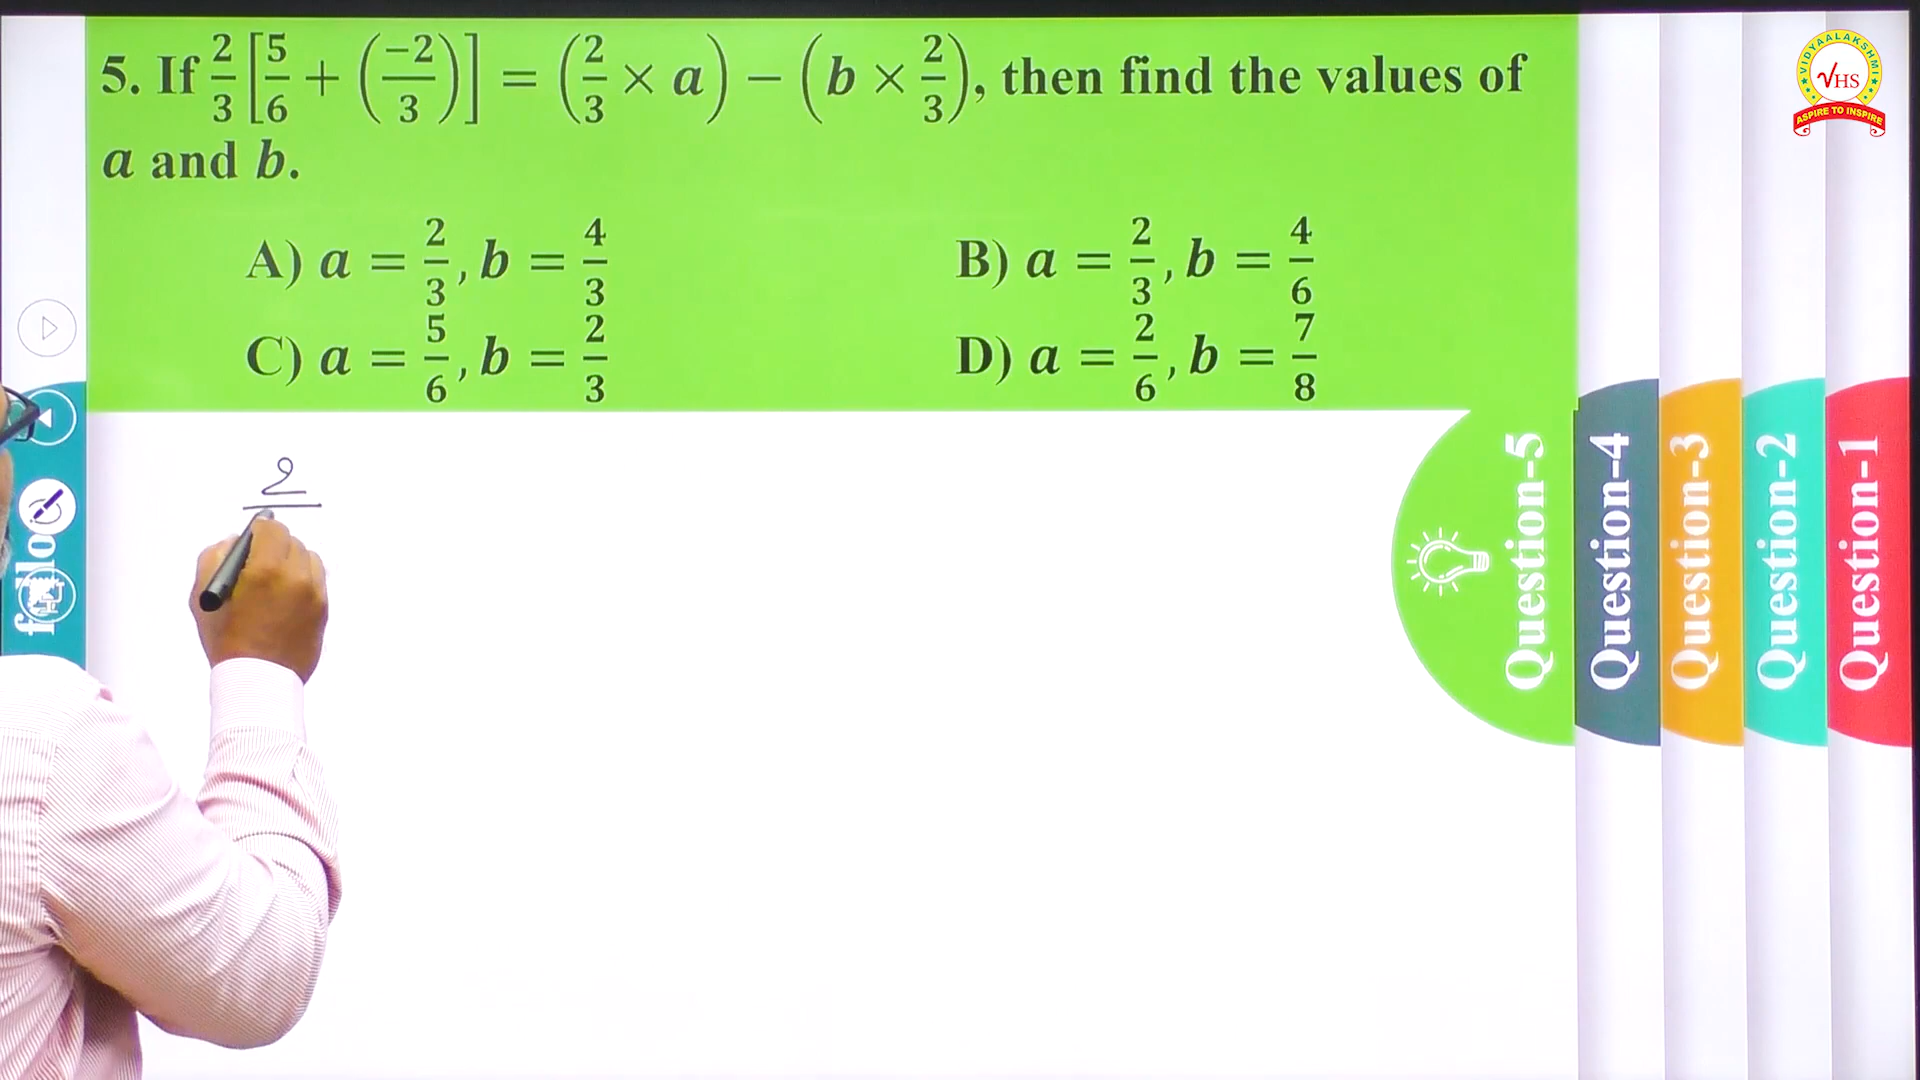 5. If 2/3 [5/6 + (−2/3)] = (2/3 × a) − (b × 2/3), then find the values of
a and b.
A) a = 2/3, b = 4/3
B) a = 2/3, b = 4/6
C) a = 5/6, b = 2/3
D) a = 2/6, b = 7/8
2
Question-5
Question-4
Question-3
Question-2
Question-1
VIDYAALAKSHMI
√HS
ASPIRE TO INSPIRE